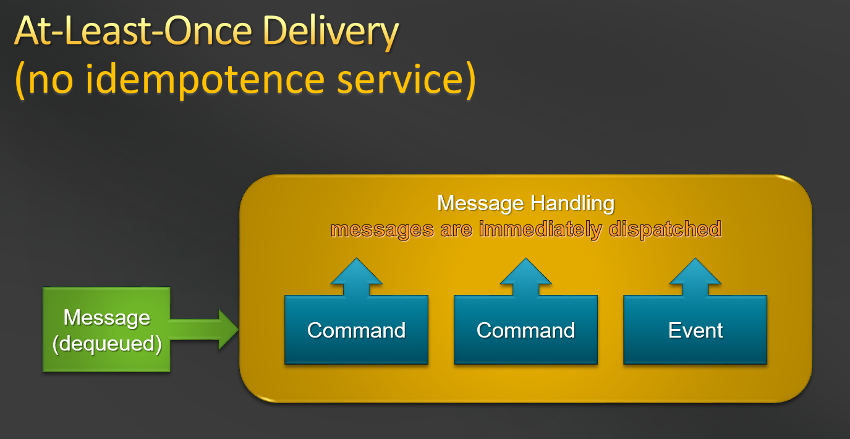 At-Least-Once Delivery
(no idempotence service)
Message Handling
messages are immediately dispatched
Message
(dequeued)
Command
Command
Event